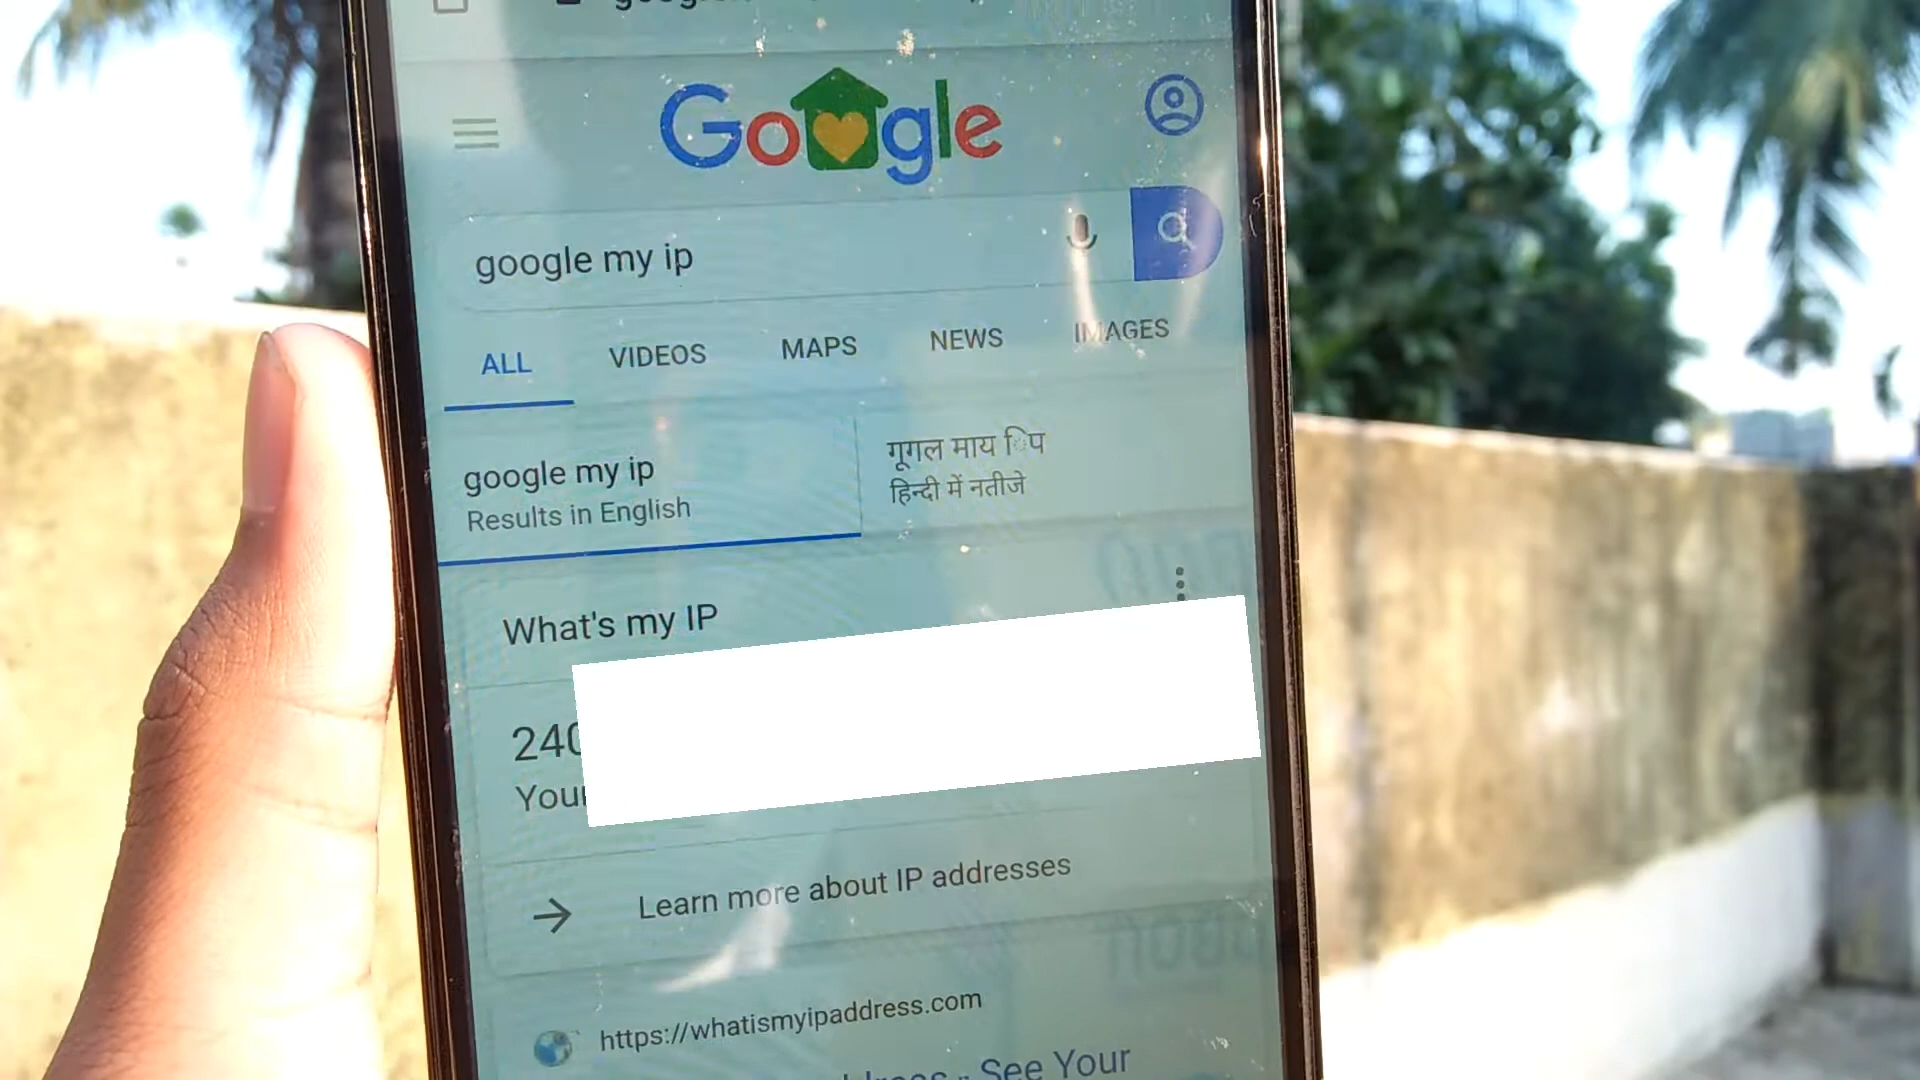 Google
google my ip
ALL VIDEOS MAPS NEWS IMAGES
google my ip
Results in English
गूगल माय िप
हिन्दी में नतीजे
What's my IP
240
Your
Learn more about IP addresses
https://whatismyipaddress.com
See Your